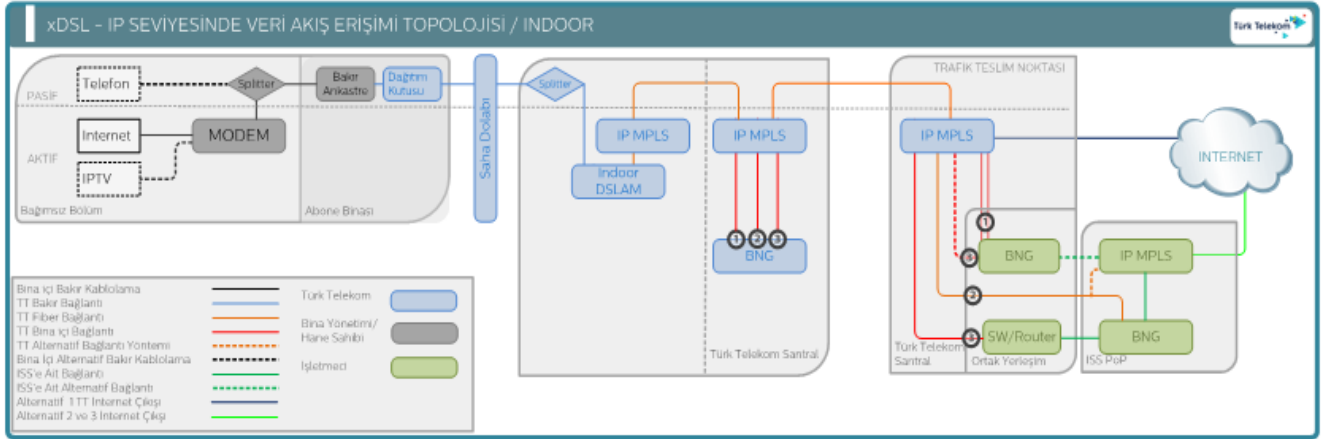 xDSL - IP SEVİYESİNDE VERİ AKIŞ ERİŞİMİ TOPOLOJİSİ / INDOOR
Türk Telekom
PASİF
Telefon
Splitter
Bakır
Ankastre
Dağıtım
Kutusu
AKTİF
Internet
MODEM
IPTV
Bağımsız Bölüm
Abone Binası
Saha Dolabı
Splitter
IP MPLS
Indoor
DSLAM
IP MPLS
1 2 3
BNG
Türk Telekom Santral
TRAFİK TESLİM NOKTASI
IP MPLS
INTERNET
1
3
BNG
IP MPLS
2
3
SW/Router
BNG
Türk Telekom
Santral
Ortak Yerleşim
ISS PoP
Bina içi Bakır Kablolama
TT Bakır Bağlantı
TT Fiber Bağlantı
TT Bina içi Bağlantı
TT Alternatif Bağlantı Yöntemi
Bina İçi Alternatif Bakır Kablolama
ISS'e Ait Bağlantı
ISS'e Ait Alternatif Bağlantı
Alternatif 1 TT Internet Çıkışı
Alternatif 2 ve 3 Internet Çıkışı
Türk Telekom
Bina Yönetimi/
Hane Sahibi
İşletmeci